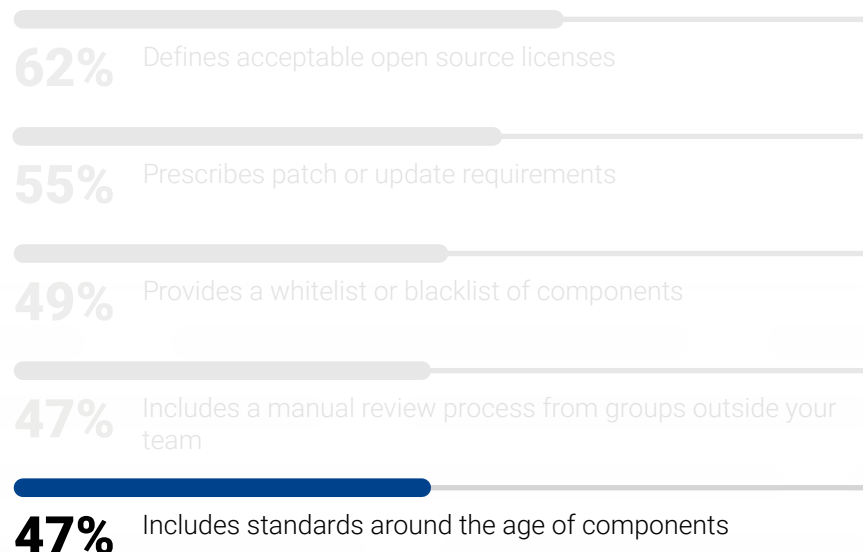 62% Defines acceptable open source licenses
55% Prescribes patch or update requirements
49% Provides a whitelist or blacklist of components
47% Includes a manual review process from groups outside your
team
47% Includes standards around the age of components